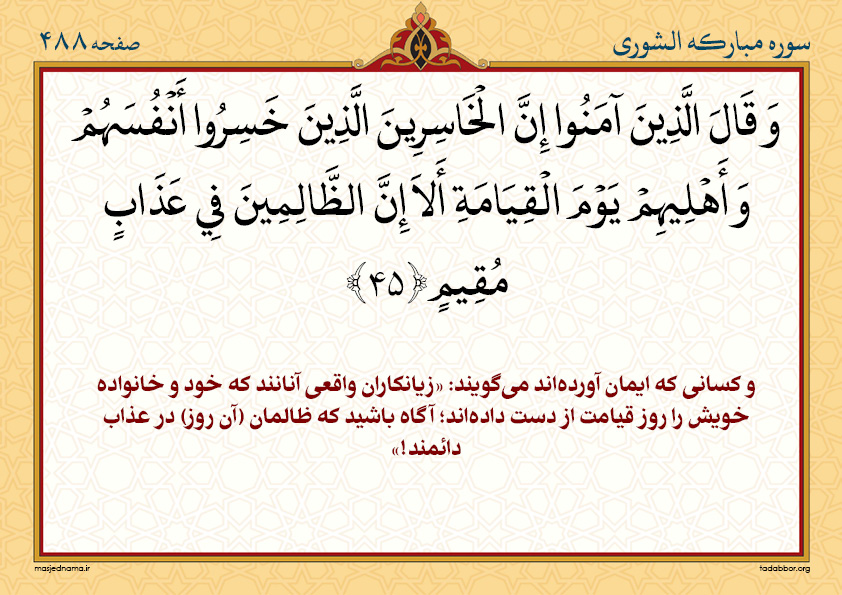 سوره مبارکه الشوری
صفحه ۴۸۸
وَ قَالَ الَّذِينَ آمَنُوا إِنَّ الْخَاسِرِينَ الَّذِينَ خَسِرُوا أَنْفُسَهُمْ
وَ أَهْلِيهِمْ يَوْمَ الْقِيَامَةِ أَلاَ إِنَّ الظَّالِمِينَ فِي عَذَابٍ
مُقِيمٍ ﴿۴۵﴾
و کسانی که ایمان آورده‌اند می‌گویند: «زیانکاران واقعی آنانند که خود و خانواده
خویش را روز قیامت از دست داده‌اند؛ آگاه باشید که ظالمان (آن روز) در عذاب
دائمند!»
masjednama.ir
tadabbor.org